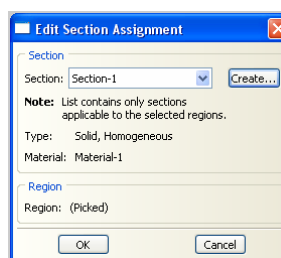 Edit Section Assignment
Section
Section: Section-1 Create...
Note: List contains only sections
applicable to the selected regions.
Type: Solid, Homogeneous
Material: Material-1
Region
Region: (Picked)
OK Cancel